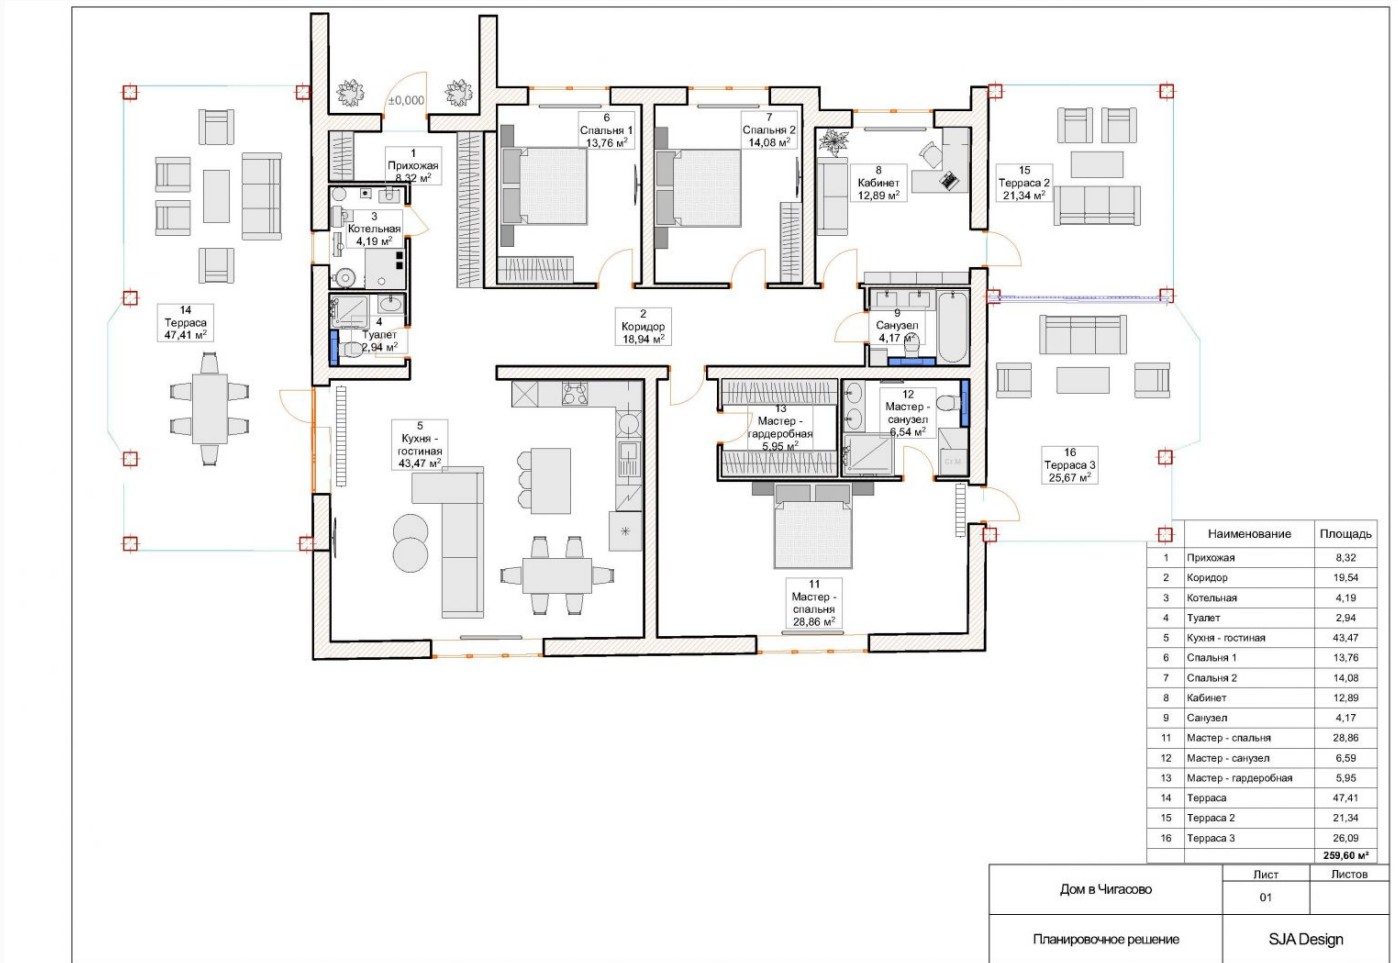 ±0,000
1
Прихожая
8,32 м²
6
Спальня 1
13,76 м²
7
Спальня 2
14,08 м²
8
Кабинет
12,89 м²
15
Терраса 2
21,34 м²
3
Котельная
4,19 м²
14
Терраса
47,41 м²
4
Туалет
2,94 м²
2
Коридор
18,94 м²
9
Санузел
4,17 м²
5
Кухня -
гостиная
43,47 м²
13
Мастер -
гардеробная
5,95 м²
12
Мастер -
санузел
6,54 м²
Ст.М.
16
Терраса 3
25,67 м²
11
Мастер -
спальня
28,86 м²
Наименование Площадь
1 Прихожая 8,32
2 Коридор 19,54
3 Котельная 4,19
4 Туалет 2,94
5 Кухня - гостиная 43,47
6 Спальня 1 13,76
7 Спальня 2 14,08
8 Кабинет 12,89
9 Санузел 4,17
11 Мастер - спальня 28,86
12 Мастер - санузел 6,59
13 Мастер - гардеробная 5,95
14 Терраса 47,41
15 Терраса 2 21,34
16 Терраса 3 26,09
259,60 м²
Дом в Чигасово
Лист Листов
01
Планировочное решение
SJA Design